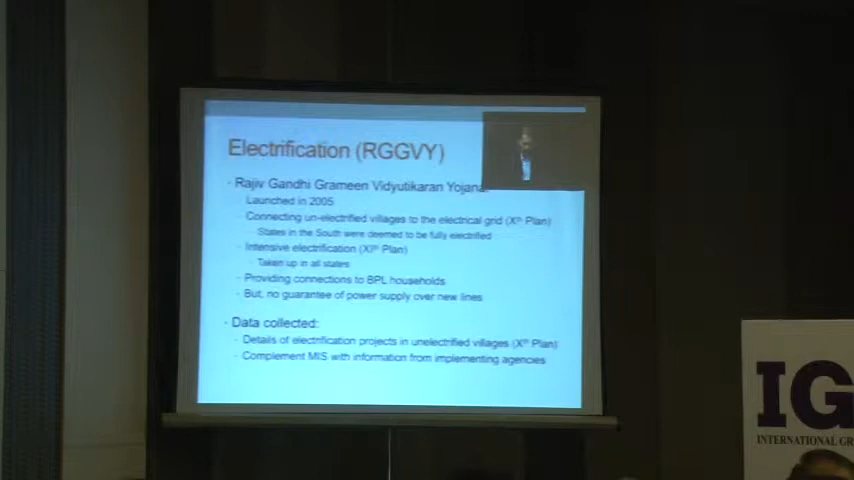 Electrification (RGGVY)
Rajiv Gandhi Grameen Vidyutikaran Yojana
Launched in 2005
Connecting un-electrified villages to the electrical grid (Xth Plan)
States in the South were deemed to be fully electrified
Intensive electrification (XIth Plan)
Taken up in all states
Providing connections to BPL households
But, no guarantee of power supply over new lines
Data collected:
Details of electrification projects in unelectrified villages (Xth Plan)
Complement MIS with information from implementing agencies
IG
INTERNATIONAL GR